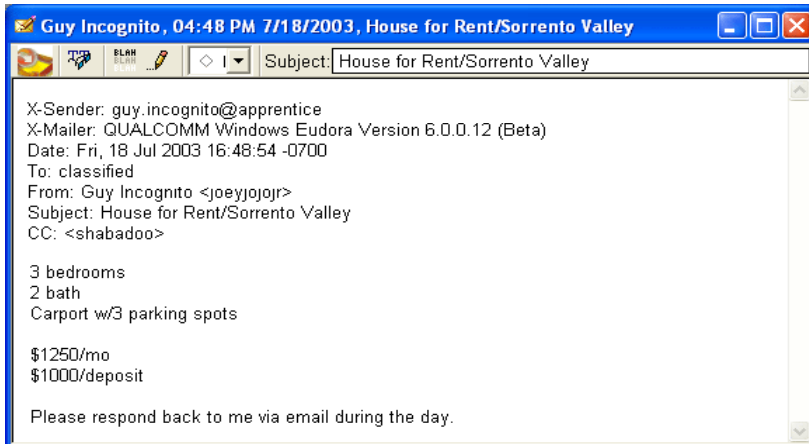 Guy Incognito, 04:48 PM 7/18/2003, House for Rent/Sorrento Valley
BLAH
BLAH
BLAH
Subject: House for Rent/Sorrento Valley
X-Sender: guy.incognito@apprentice
X-Mailer: QUALCOMM Windows Eudora Version 6.0.0.12 (Beta)
Date: Fri, 18 Jul 2003 16:48:54 -0700
To: classified
From: Guy Incognito <joeyjojojr>
Subject: House for Rent/Sorrento Valley
CC: <shabadoo>
3 bedrooms
2 bath
Carport w/3 parking spots
$1250/mo
$1000/deposit
Please respond back to me via email during the day.